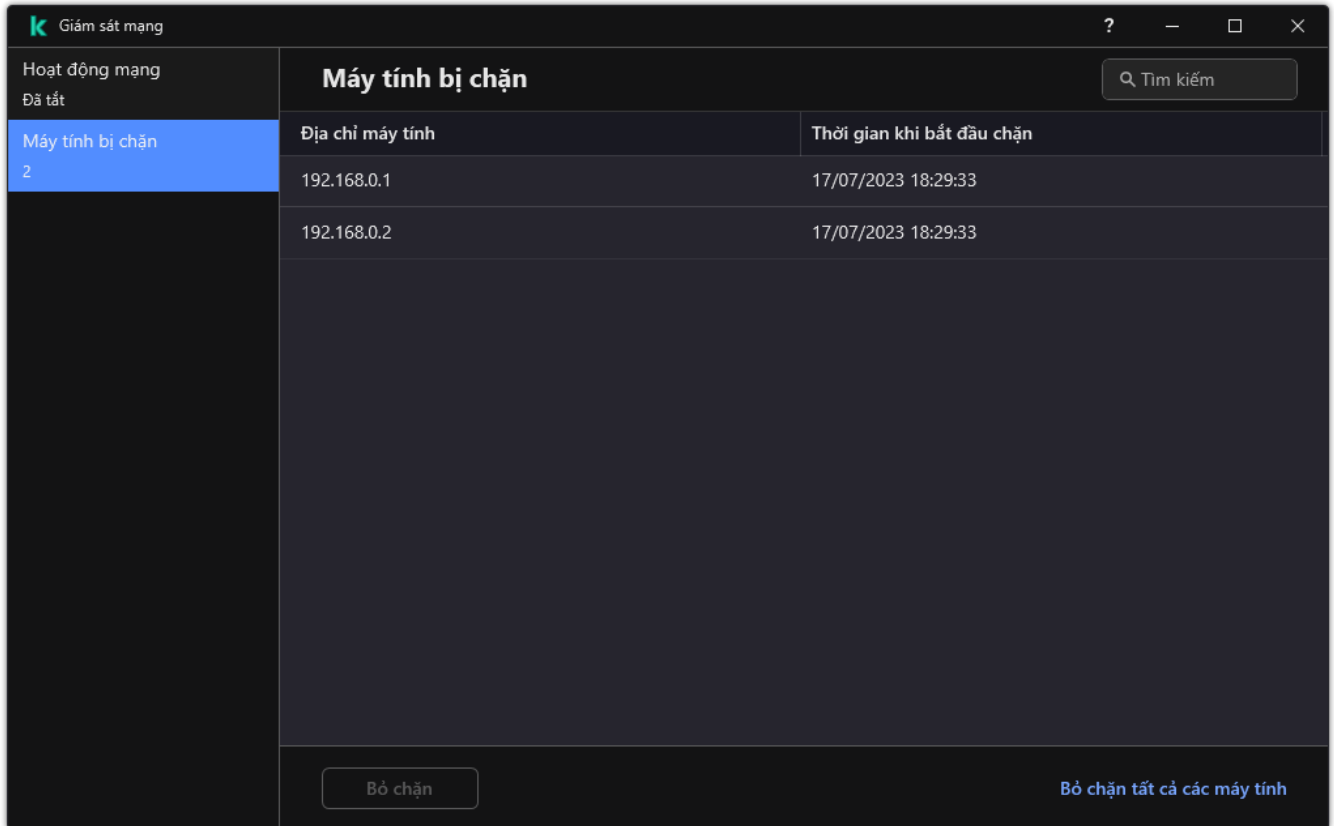 Giám sát mạng
?
Hoạt động mạng
Đã tắt
Máy tính bị chặn
2
Máy tính bị chặn
Tìm kiếm
Địa chỉ máy tính Thời gian khi bắt đầu chặn
192.168.0.1 17/07/2023 18:29:33
192.168.0.2 17/07/2023 18:29:33
Bỏ chặn Bỏ chặn tất cả các máy tính